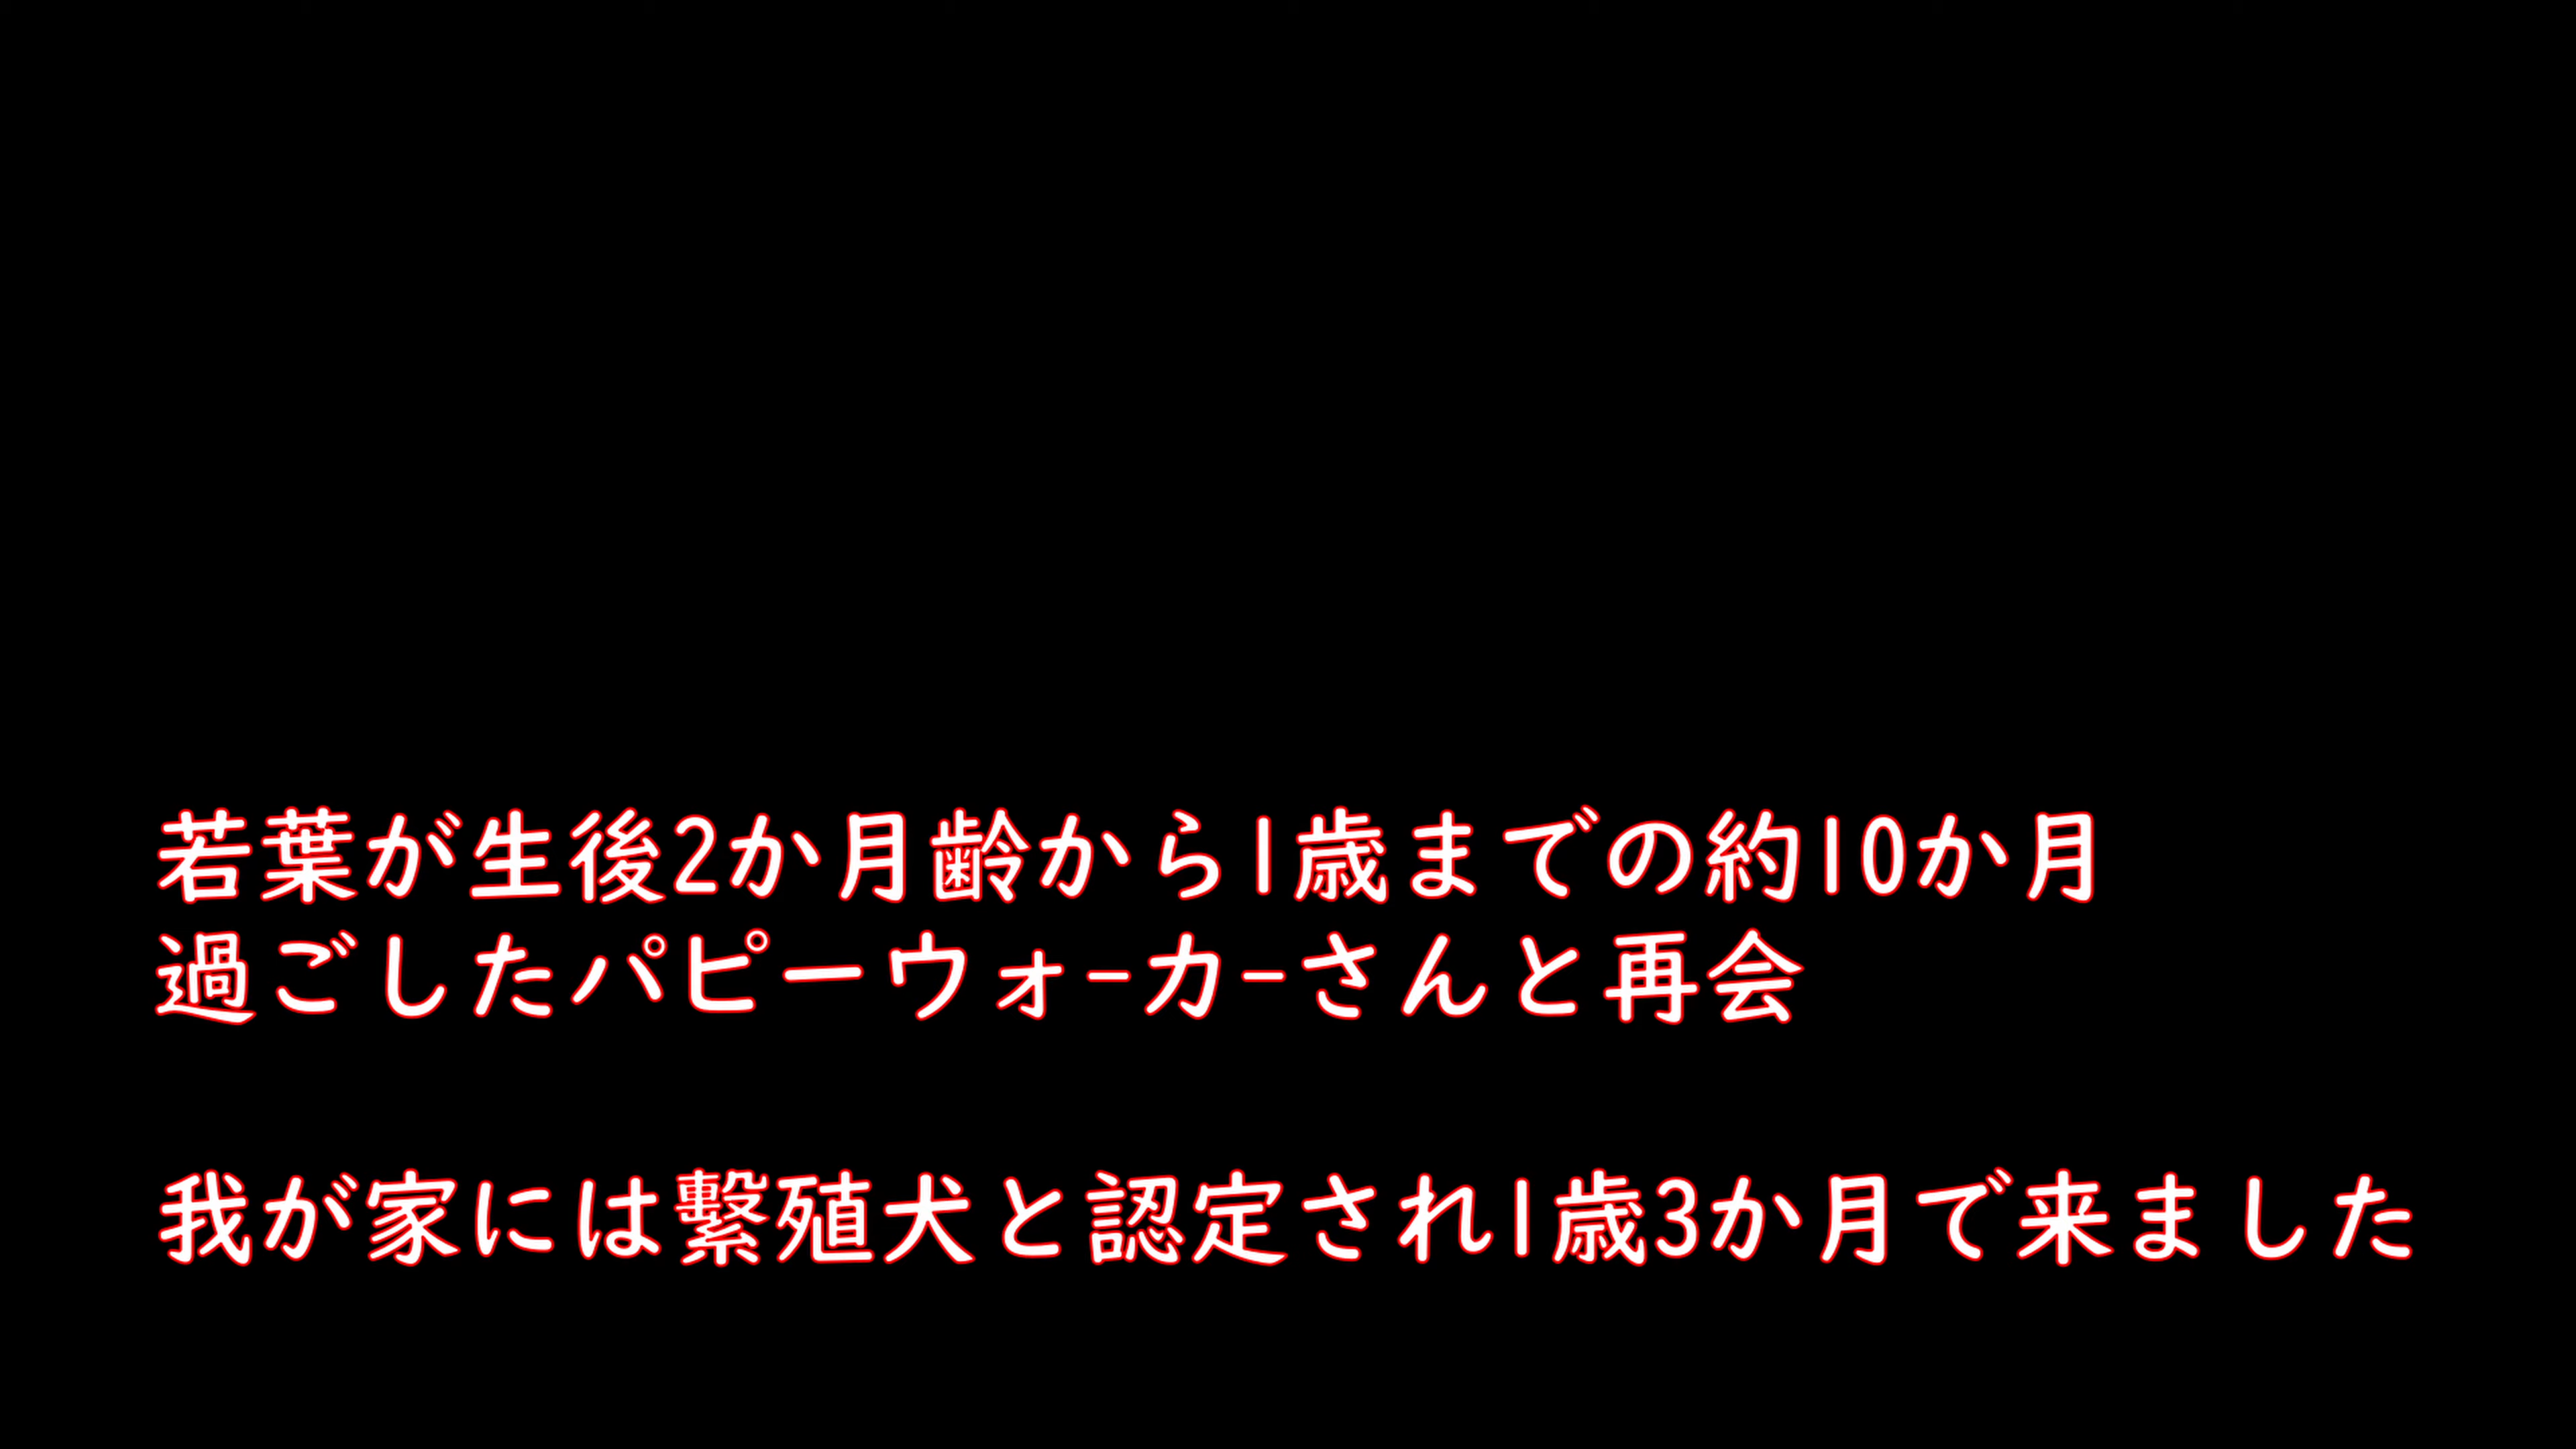 若葉が生後2か月齢から1歳までの約10か月
過ごしたパピーウォ-カ-さんと再会
我が家には繫殖犬と認定され1歳3か月で来ました